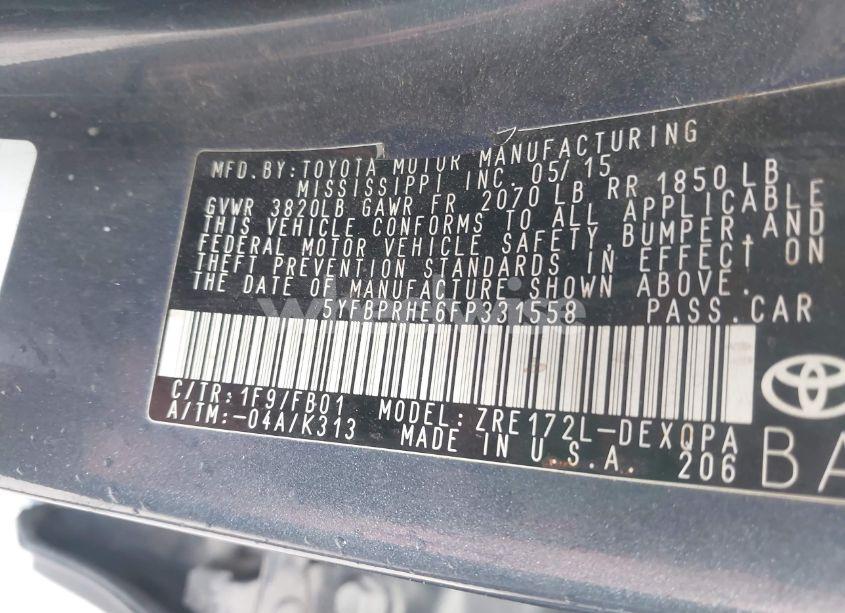 MFD. BY: TOYOTA MOTOR MANUFACTURING
MISSISSIPPI INC. 05/15
GVWR 3820LB GAWR FR 2070 LB RR 1850 LB
THIS VEHICLE CONFORMS TO ALL APPLICABLE
FEDERAL MOTOR VEHICLE SAFETY, BUMPER AND
THEFT PREVENTION STANDARDS IN EFFECT ON
THE DATE OF MANUFACTURE SHOWN ABOVE.
5YFBPRHE6FP331558 PASS. CAR
C/TR: 1F9/FB01 MODEL: ZRE172L-DEXQPA
A/TM:-04A/K313 MADE IN U.S.A. 206
BA